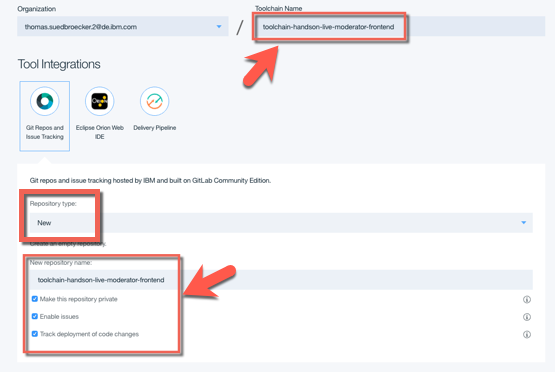 Organization
Toolchain Name
thomas.suedbroecker.2@de.ibm.com
/
toolchain-handson-live-moderator-frontend
Tool Integrations
ORION
Git Repos and Issue Tracking
Eclipse Orion Web IDE
Delivery Pipeline
Git repos and issue tracking hosted by IBM and built on GitLab Community Edition.
Repository type:
New
Create an empty repository.
New repository name:
toolchain-handson-live-moderator-frontend
Make this repository private
Enable issues
Track deployment of code changes